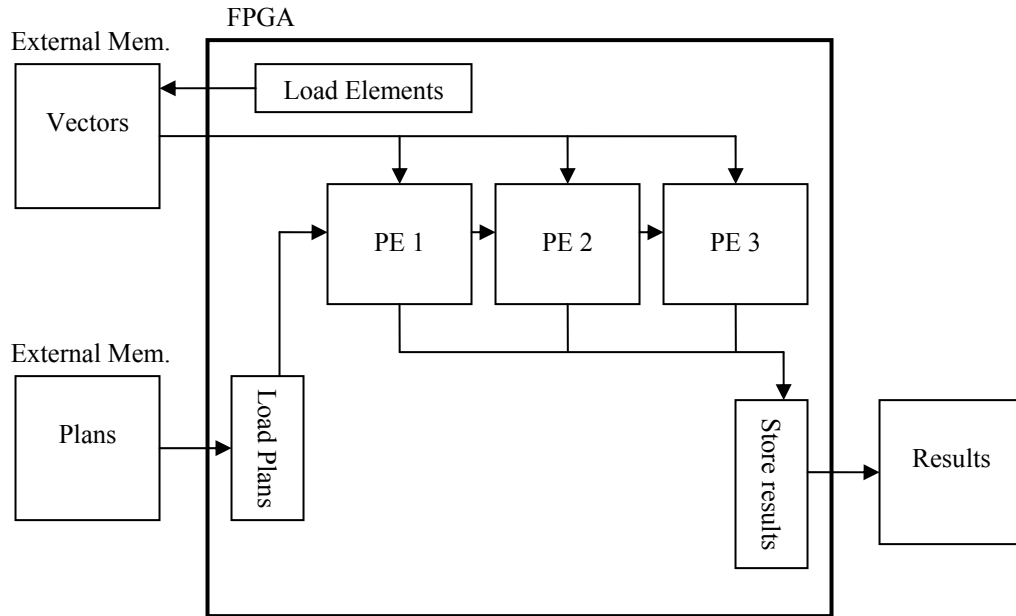 FPGA
External Mem.
Vectors
Load Elements
PE 1
PE 2
PE 3
External Mem.
Plans
Load Plans
Store results
Results